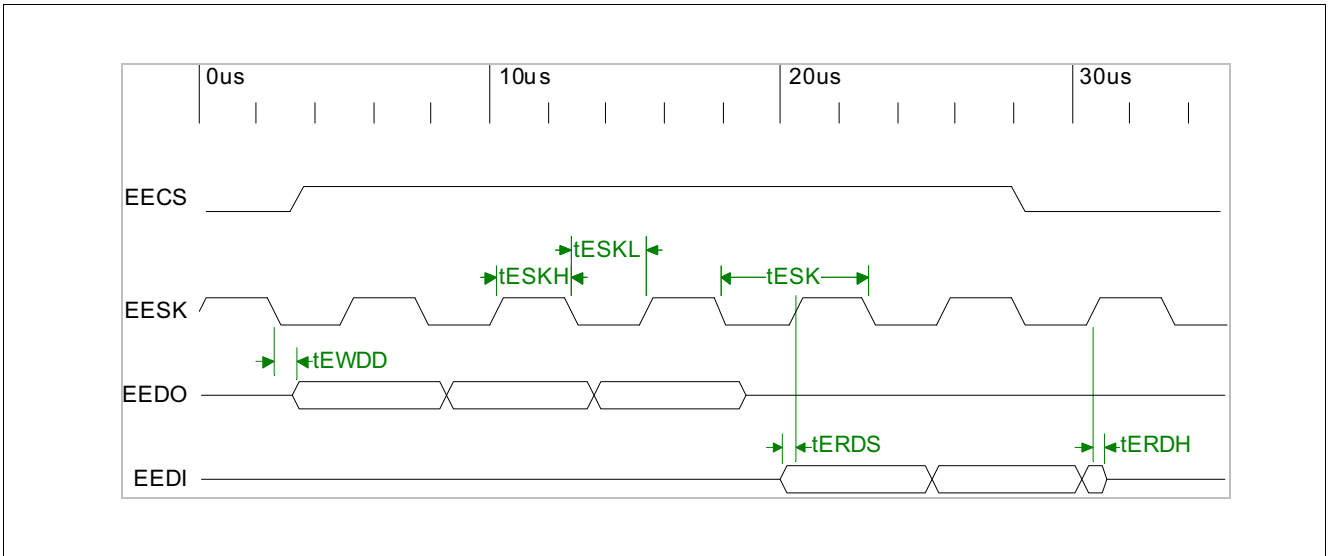 0us 10us 20us 30us
EECS
tESKL
tESKH tESK
EESK
tEWDD
EEDO
tERDS tERDH
EEDI